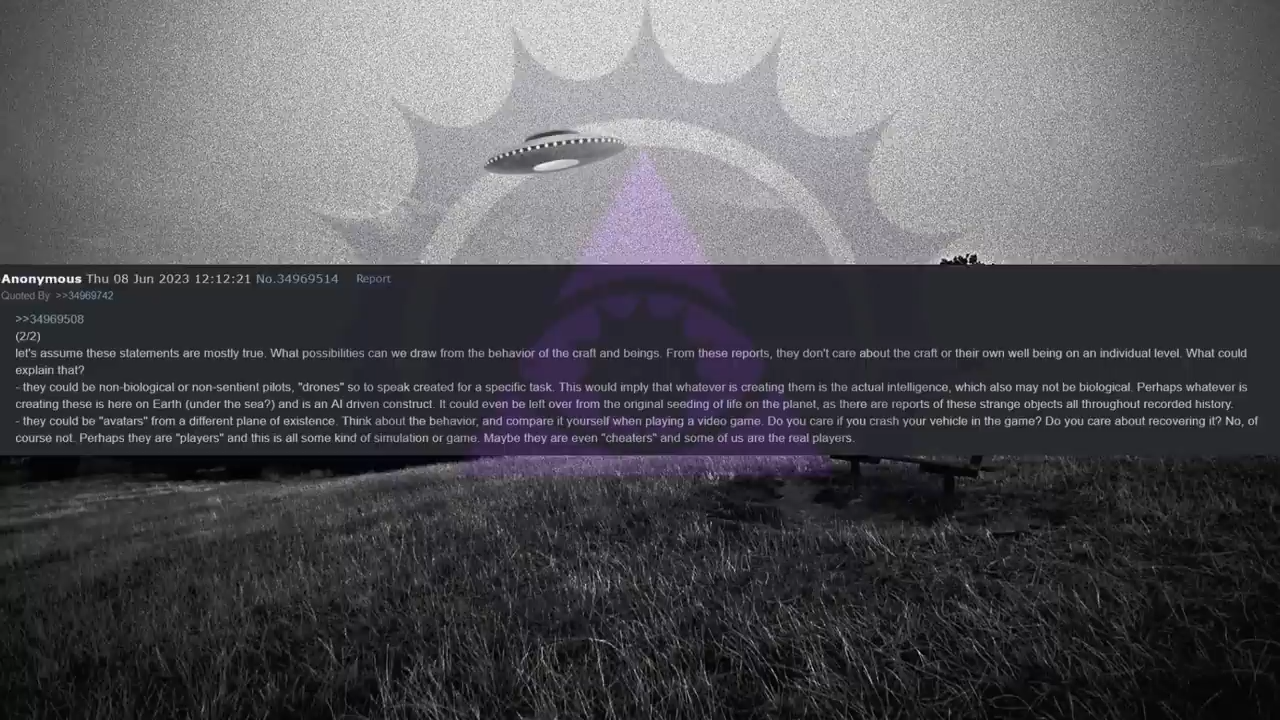 Anonymous Thu 08 Jun 2023 12:12:21 No.34969514 Report
Quoted By: >>34969742
>>34969508
(2/2)
let's assume these statements are mostly true. What possibilities can we draw from the behavior of the craft and beings. From these reports, they don't care about the craft or their own well being on an individual level. What could
explain that?
- they could be non-biological or non-sentient pilots, "drones" so to speak created for a specific task. This would imply that whatever is creating them is the actual intelligence, which also may not be biological. Perhaps whatever is
creating these is here on Earth (under the sea?) and is an AI driven construct. It could even be left over from the original seeding of life on the planet, as there are reports of these strange objects all throughout recorded history.
- they could be "avatars" from a different plane of existence. Think about the behavior, and compare it yourself when playing a video game. Do you care if you crash your vehicle in the game? Do you care about recovering it? No, of
course not. Perhaps they are "players" and this is all some kind of simulation or game. Maybe they are even "cheaters" and some of us are the real players.